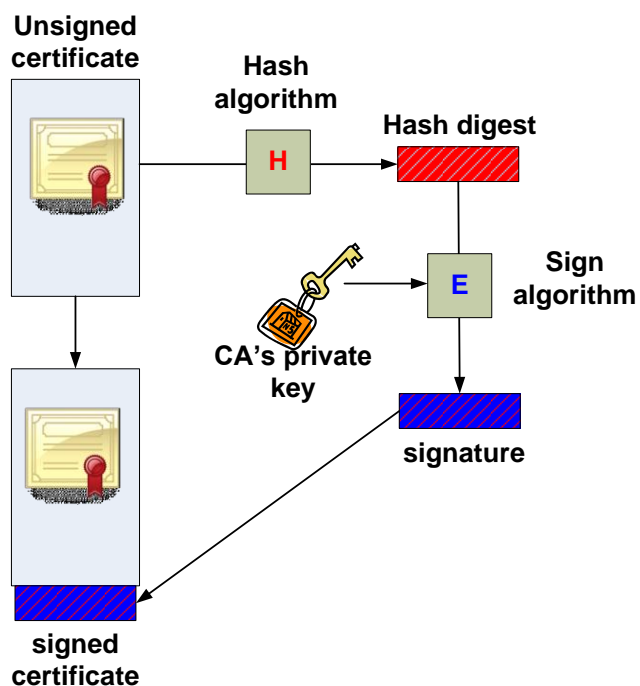 Unsigned
certificate
Hash
algorithm
H
Hash digest
E
Sign
algorithm
CA's private
key
signature
signed
certificate